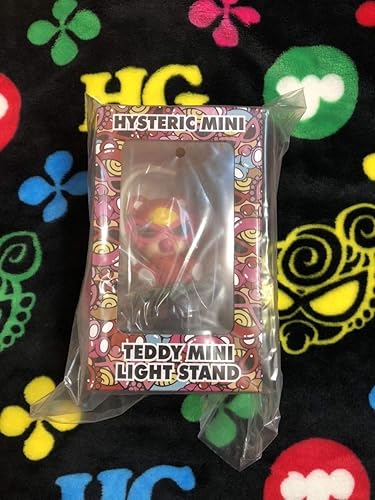 HG
HYSTERIC MINI
TEDDY MINI
LIGHT STAND
HG